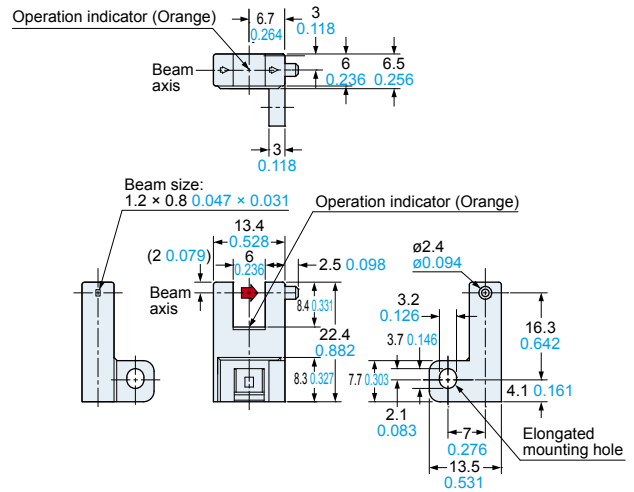 Operation indicator (Orange)
6.7
0.264
3
0.118
Beam
axis
6
0.236
6.5
0.256
3
0.118
Beam size:
1.2 × 0.8 0.047 × 0.031
Operation indicator (Orange)
13.4
0.528
(2 0.079)
6
0.236
2.5 0.098
Beam
axis
8.4 0.331
22.4
0.882
8.3 0.327
ø2.4
ø0.094
3.2
0.126
3.7 0.146
16.3
0.642
7.7 0.303
4.1 0.161
2.1
0.083
7
0.276
Elongated
mounting hole
13.5
0.531